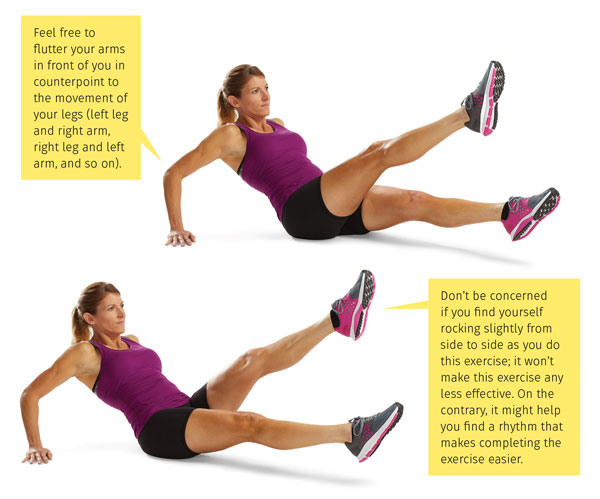 Feel free to
flutter your arms
in front of you in
counterpoint to
the movement of
your legs (left leg
and right arm,
right leg and left
arm, and so on).
Don't be concerned
if you find yourself
rocking slightly from
side to side as you do
this exercise; it won't
make this exercise any
less effective. On the
contrary, it might help
you find a rhythm that
makes completing the
exercise easier.